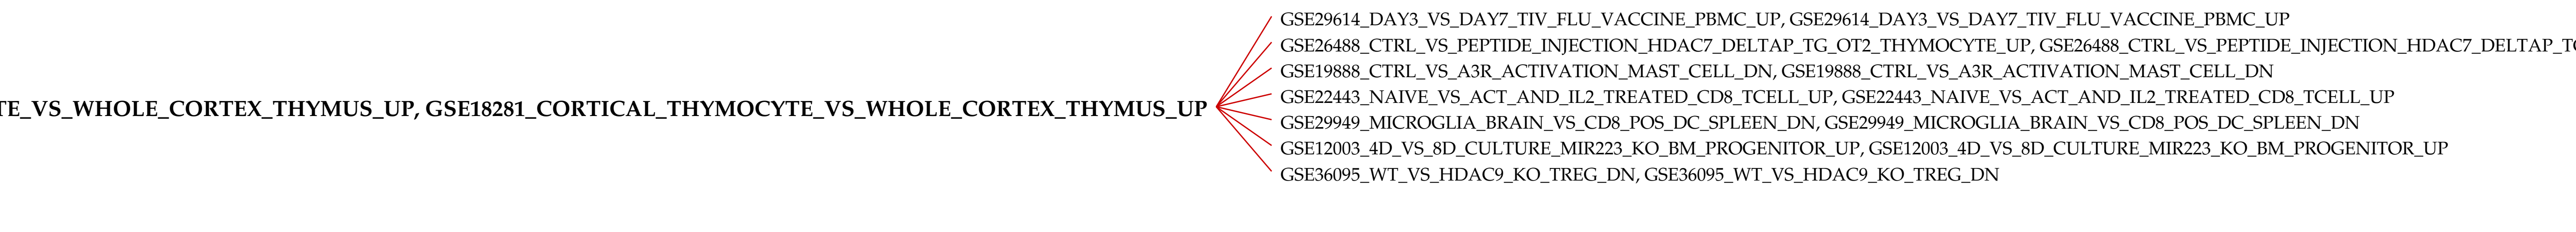 GSE29614_DAY3_VS_DAY7_TIV_FLU_VACCINE_PBMC_UP, GSE29614_DAY3_VS_DAY7_TIV_FLU_VACCINE_PBMC_UP
GSE26488_CTRL_VS_PEPTIDE_INJECTION_HDAC7_DELTAP_TG_OT2_THYMOCYTE_UP, GSE26488_CTRL_VS_PEPTIDE_INJECTION_HDAC7_DELTAP_T
GSE19888_CTRL_VS_A3R_ACTIVATION_MAST_CELL_DN, GSE19888_CTRL_VS_A3R_ACTIVATION_MAST_CELL_DN
GSE22443_NAIVE_VS_ACT_AND_IL2_TREATED_CD8_TCELL_UP, GSE22443_NAIVE_VS_ACT_AND_IL2_TREATED_CD8_TCELL_UP
TE_VS_WHOLE_CORTEX_THYMUS_UP, GSE18281_CORTICAL_THYMOCYTE_VS_WHOLE_CORTEX_THYMUS_UP
GSE29949_MICROGLIA_BRAIN_VS_CD8_POS_DC_SPLEEN_DN, GSE29949_MICROGLIA_BRAIN_VS_CD8_POS_DC_SPLEEN_DN
GSE12003_4D_VS_8D_CULTURE_MIR223_KO_BM_PROGENITOR_UP, GSE12003_4D_VS_8D_CULTURE_MIR223_KO_BM_PROGENITOR_UP
GSE36095_WT_VS_HDAC9_KO_TREG_DN, GSE36095_WT_VS_HDAC9_KO_TREG_DN